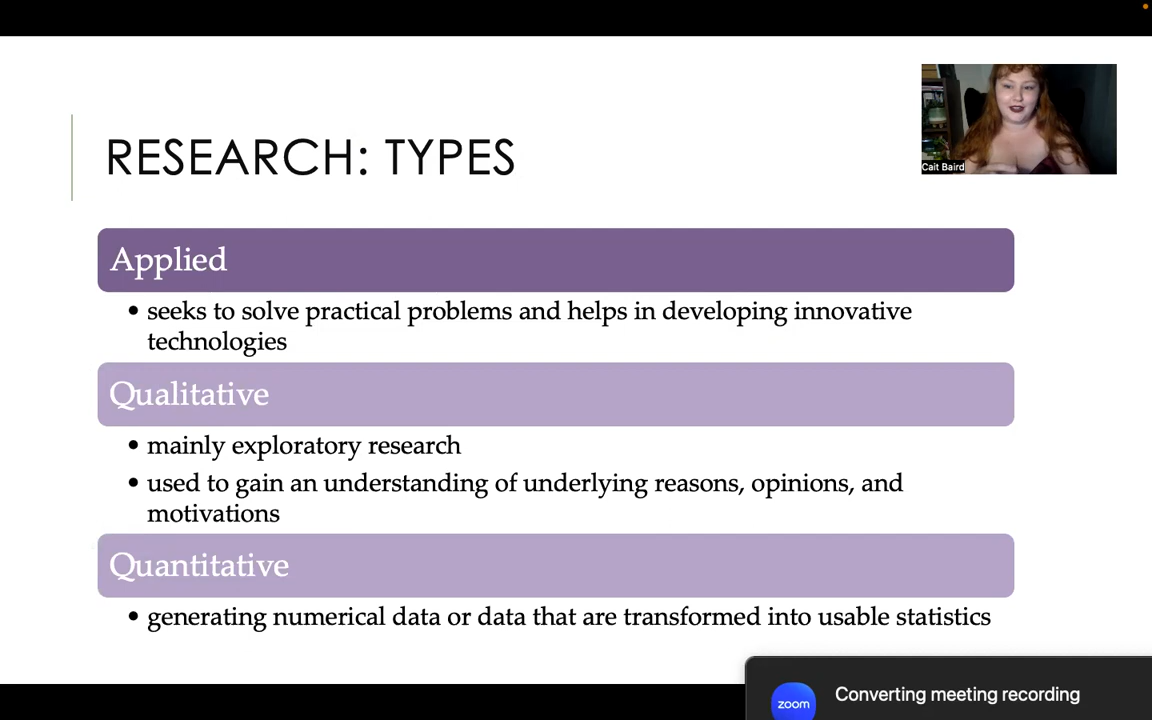 RESEARCH: TYPES
Cait Baird
Applied
• seeks to solve practical problems and helps in developing innovative
technologies
Qualitative
• mainly exploratory research
• used to gain an understanding of underlying reasons, opinions, and
motivations
Quantitative
• generating numerical data or data that are transformed into usable statistics
zoom
Converting meeting recording